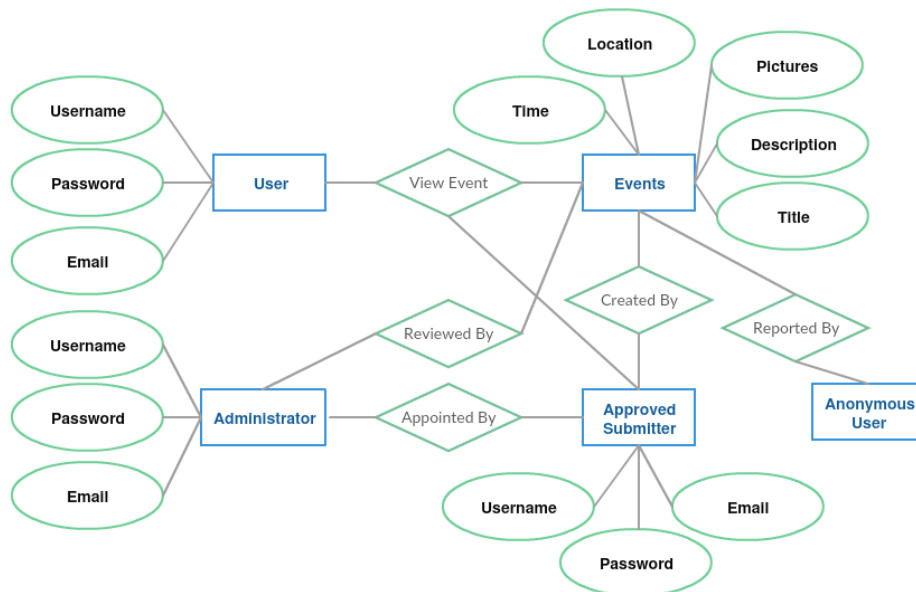 Location
Pictures
Username
Time
Description
Password
User
View Event
Events
Title
Email
Created By
Reviewed By
Reported By
Username
Password
Administrator
Appointed By
Approved
Submitter
Anonymous
User
Email
Username
Email
Password